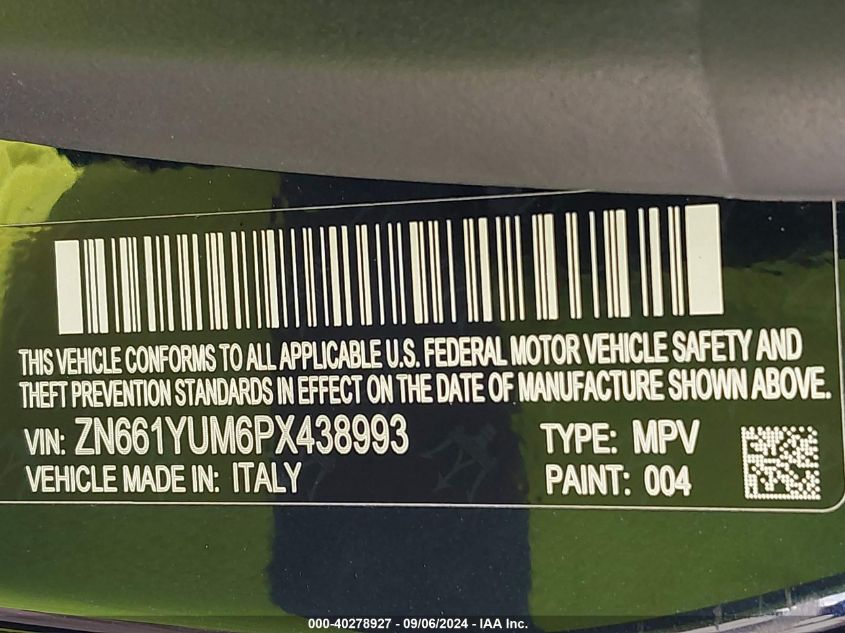 THIS VEHICLE CONFORMS TO ALL APPLICABLE U.S. FEDERAL MOTOR VEHICLE SAFETY AND
THEFT PREVENTION STANDARDS IN EFFECT ON THE DATE OF MANUFACTURE SHOWN ABOVE.
VIN: ZN661YUM6PX438993 TYPE: MPV
VEHICLE MADE IN: ITALY PAINT: 004
000-40278927 - 09/06/2024 - IAA Inc.